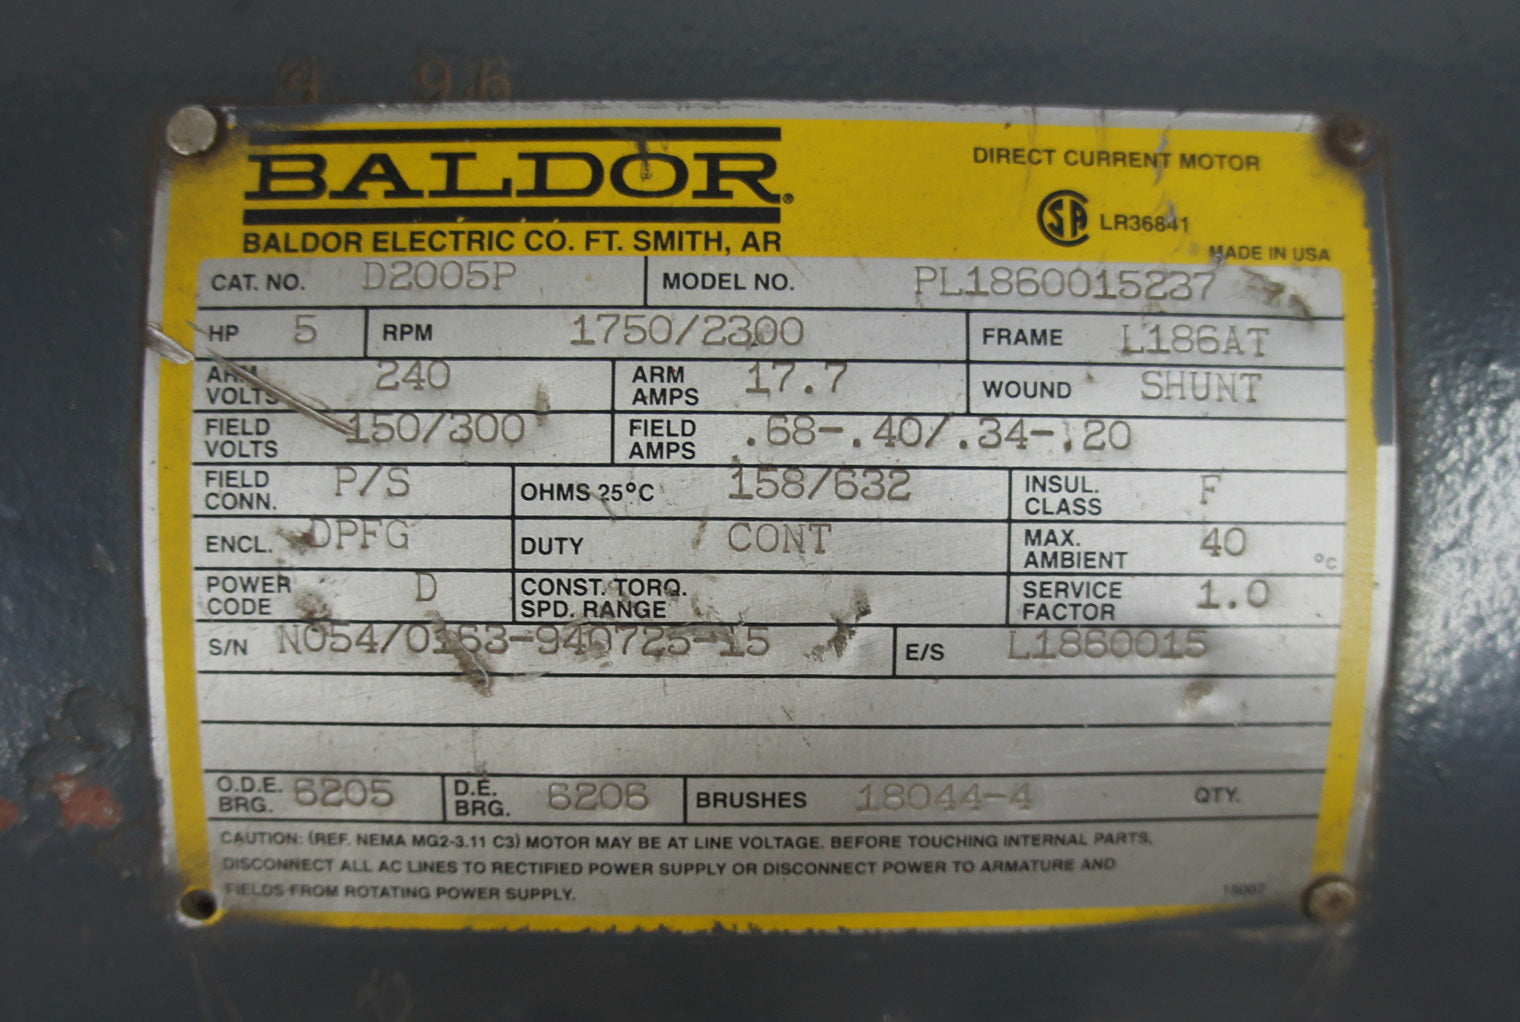 4 96
BALDOR®
BALDOR ELECTRIC CO. FT. SMITH, AR
DIRECT CURRENT MOTOR
SA LR36841
MADE IN USA
CAT. NO. D2005P MODEL NO. PL1860015237
HP 5 RPM 1750/2300 FRAME L186AT
ARM VOLTS 240 ARM AMPS 17.7 WOUND SHUNT
FIELD VOLTS 150/300 FIELD AMPS .68-.40/.34-.20
FIELD CONN. P/S OHMS 25°C 158/632 INSUL. CLASS F
ENCL. DPFG DUTY CONT MAX. AMBIENT 40 °C
POWER CODE D CONST. TORQ. SPD. RANGE SERVICE FACTOR 1.0
S/N N054/0163-940725-15 E/S L1860015
O.D.E. BRG. 6205 D.E. BRG. 6206 BRUSHES 18044-4 QTY.
CAUTION: (REF. NEMA MG2-3.11 C3) MOTOR MAY BE AT LINE VOLTAGE. BEFORE TOUCHING INTERNAL PARTS,
DISCONNECT ALL AC LINES TO RECTIFIED POWER SUPPLY OR DISCONNECT POWER TO ARMATURE AND
FIELDS FROM ROTATING POWER SUPPLY.